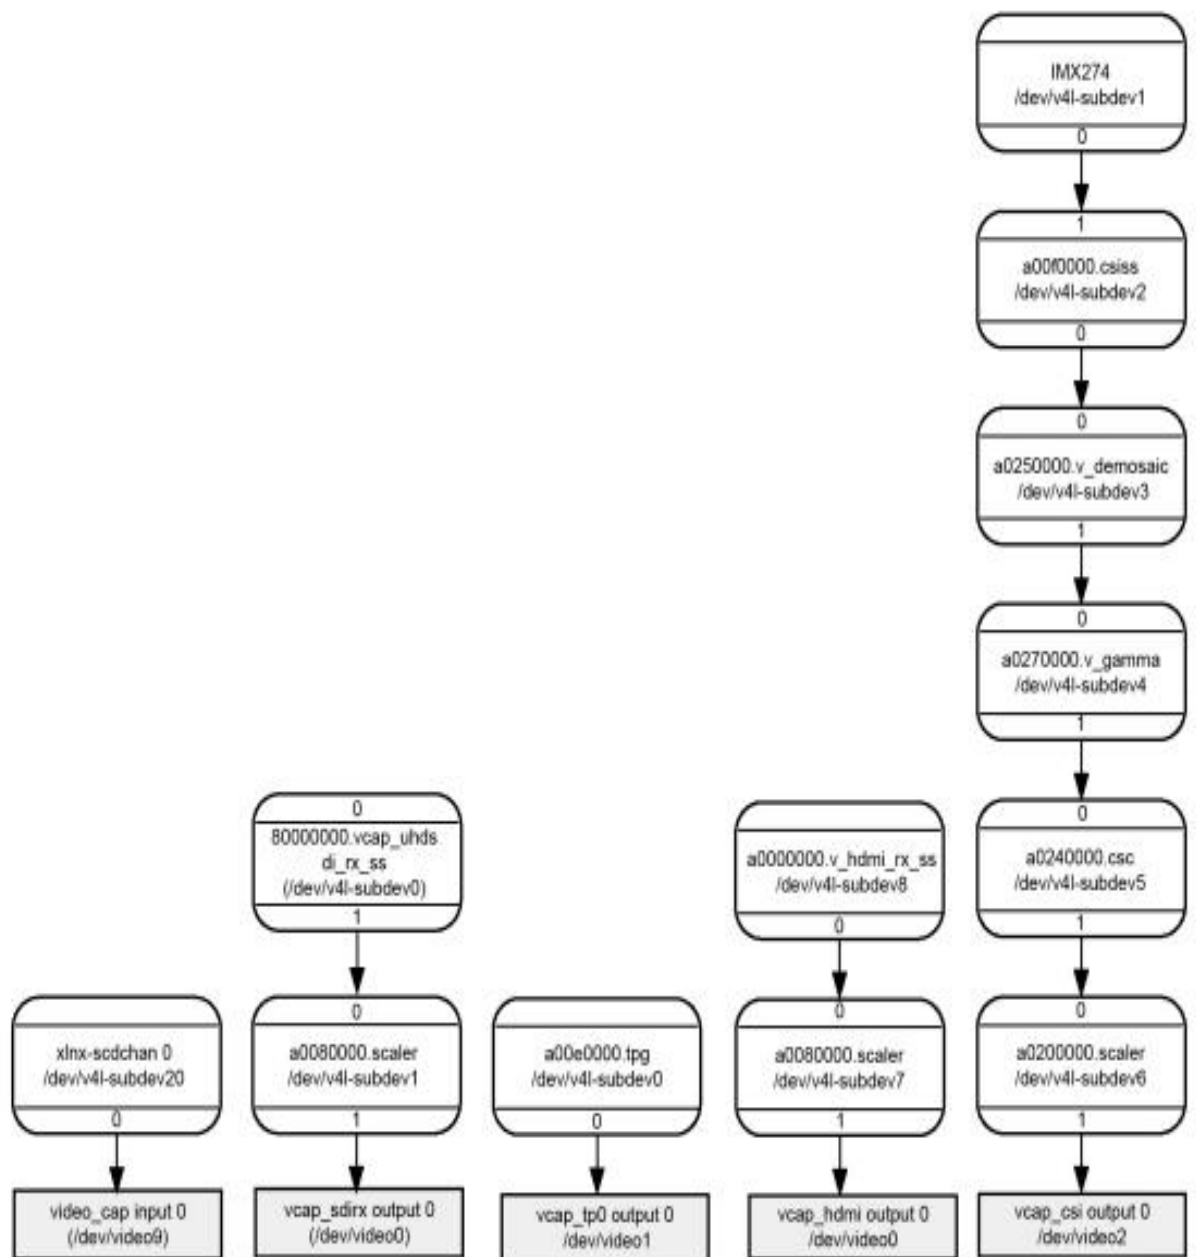 IMX274
/dev/v4l-subdev1
0
1
a00f0000.csiss
/dev/v4l-subdev2
0
0
a0250000.v_demosaic
/dev/v4l-subdev3
1
0
a0270000.v_gamma
/dev/v4l-subdev4
1
0
80000000.vcap_uhds
di_rx_ss
(/dev/v4l-subdev0)
1
a0000000.v_hdmi_rx_ss
/dev/v4l-subdev8
0
0
a0240000.csc
/dev/v4l-subdev5
1
xlnx-scdchan 0
/dev/v4l-subdev20
0
0
a0080000.scaler
/dev/v4l-subdev1
1
a00e0000.tpg
/dev/v4l-subdev0
0
0
a0080000.scaler
/dev/v4l-subdev7
1
0
a0200000.scaler
/dev/v4l-subdev6
1
video_cap input 0
(/dev/video9)
vcap_sdirx output 0
(/dev/video0)
vcap_tp0 output 0
/dev/video1
vcap_hdmi output 0
/dev/video0
vcap_csi output 0
/dev/video2